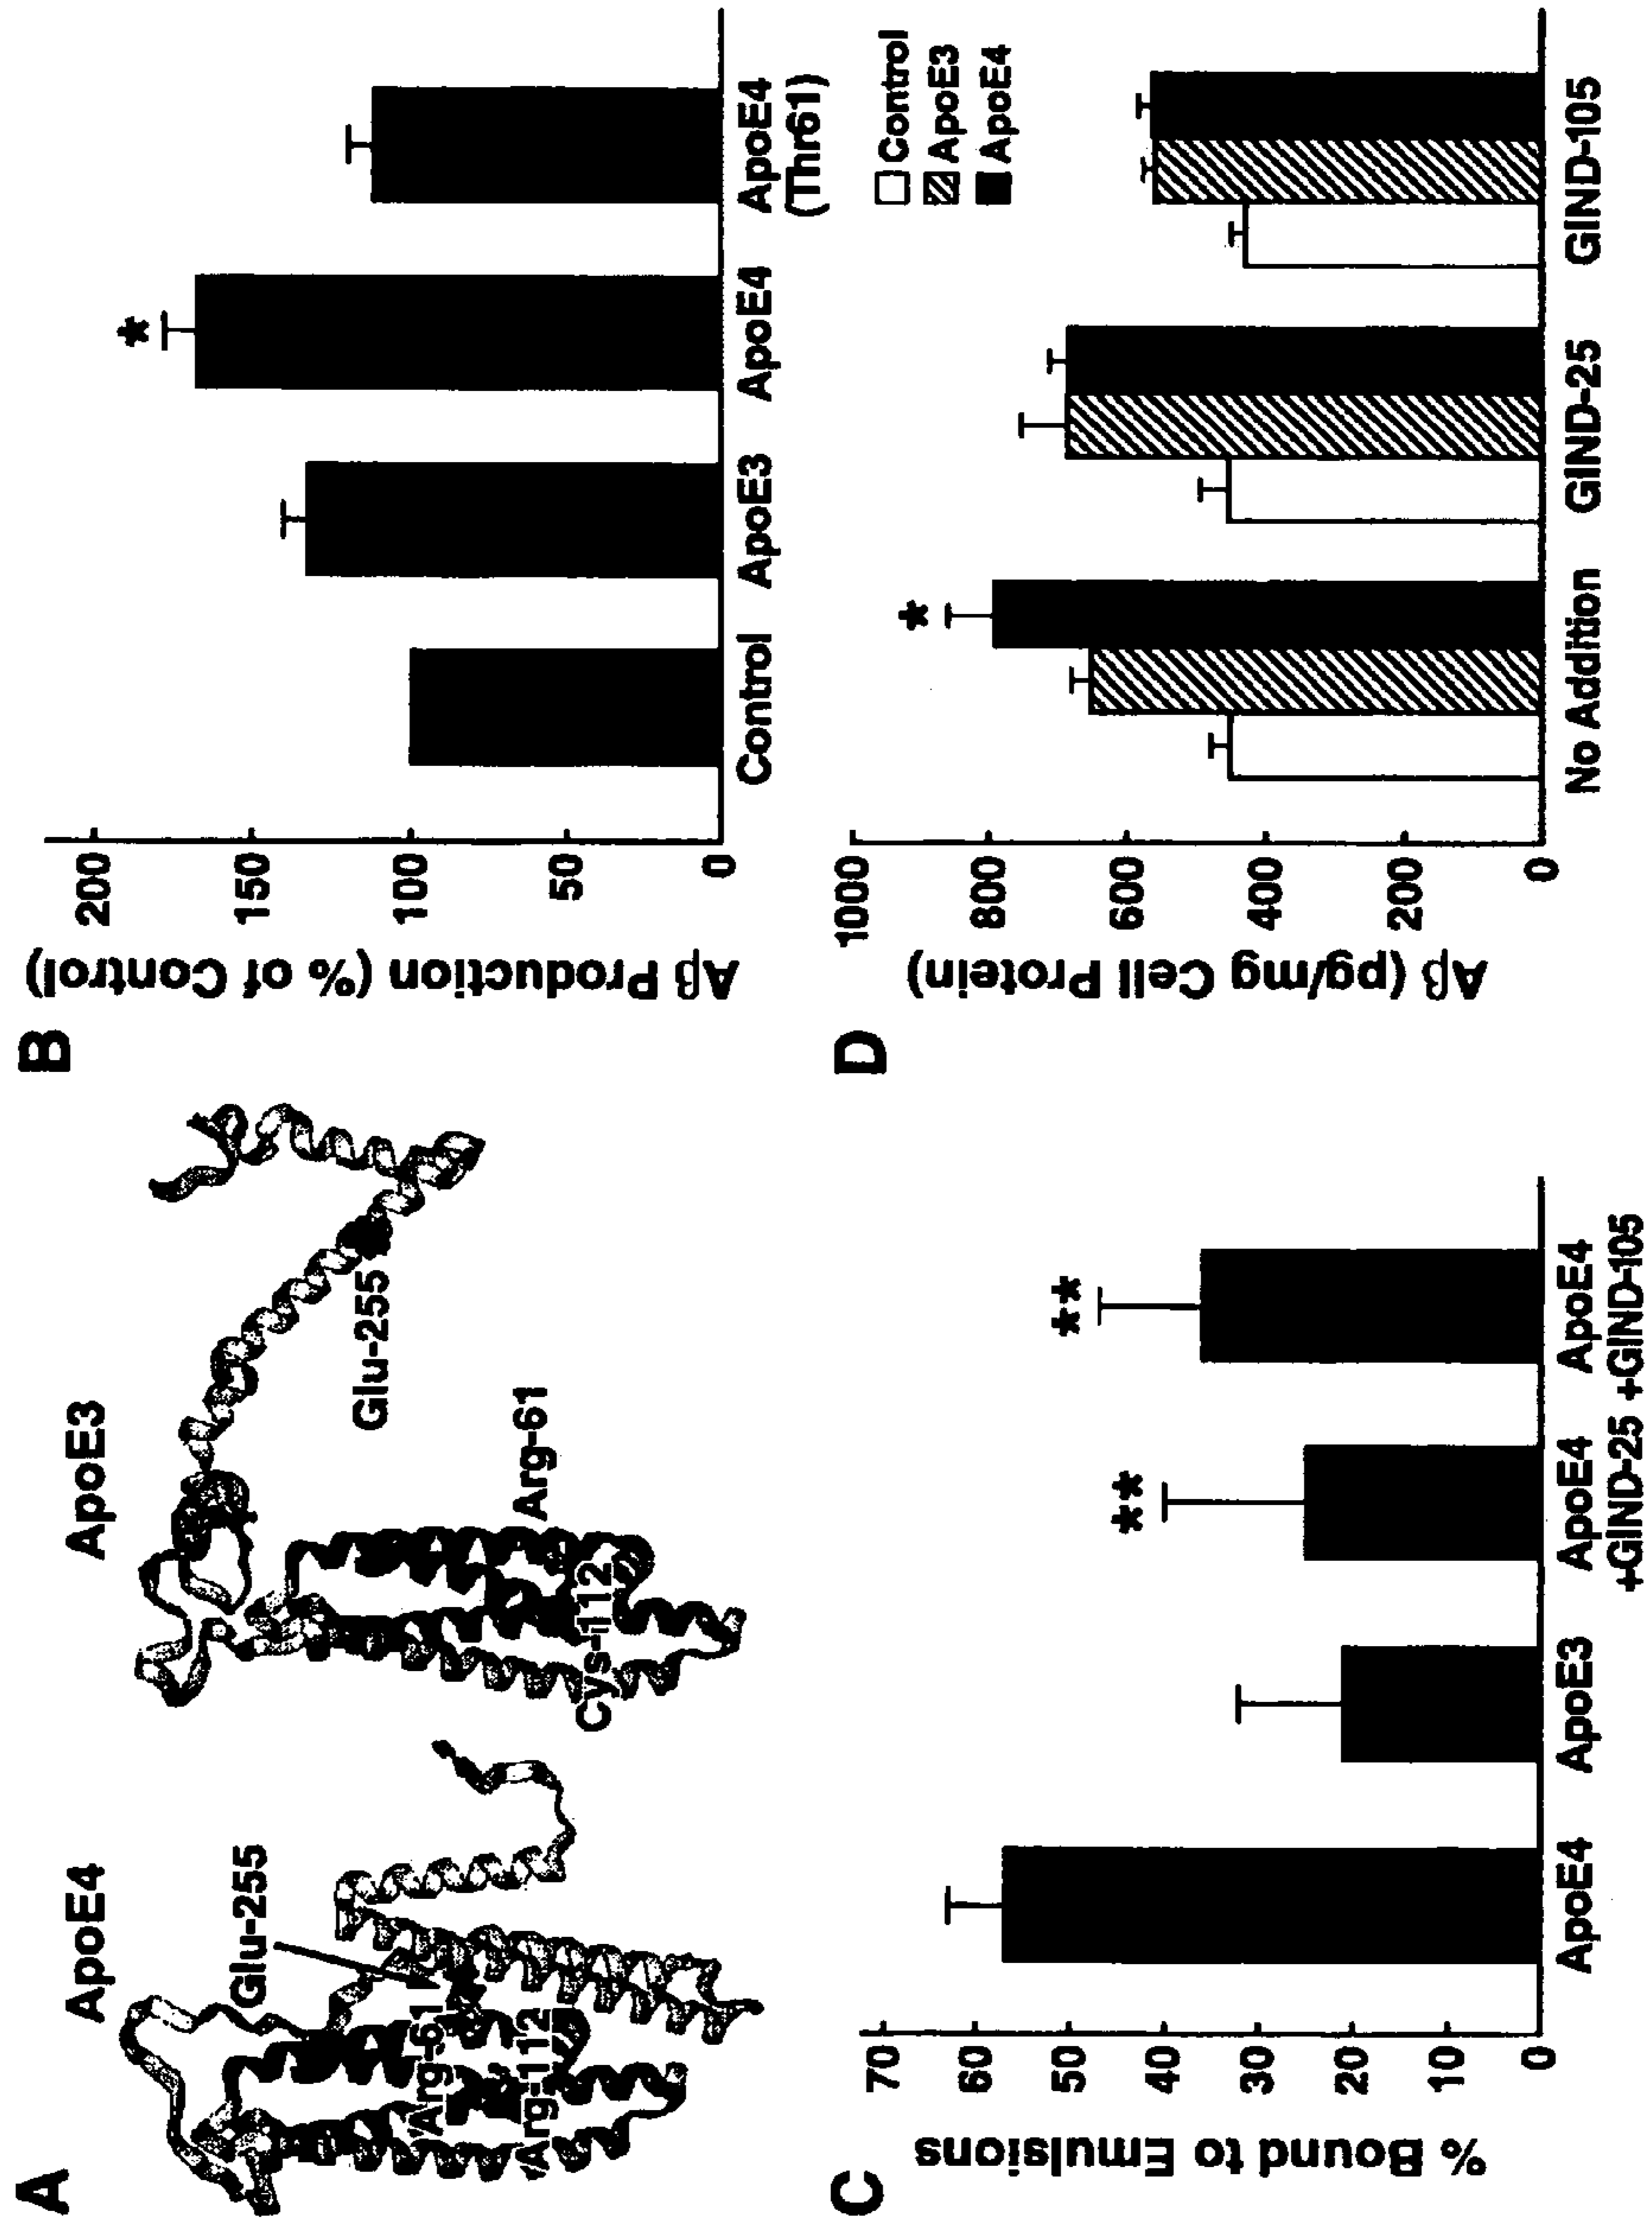 A
ApoE4
ApoE3
Glu-255
Arg-61
Arg-112
Glu-255
Arg-61
Cys-112
B
Aβ Production (% of Control)
200
150
100
50
0
Control
ApoE3
ApoE4
ApoE4
(Thr61)
*
C
% Bound to Emulsions
70
60
50
40
30
20
10
0
**
**
ApoE4
ApoE3
ApoE4
+GIND-25
ApoE4
+GIND-105
D
Aβ (pg/mg Cell Protein)
1000
800
600
400
200
0
*
Control
ApoE3
ApoE4
No Addition
GIND-25
GIND-105